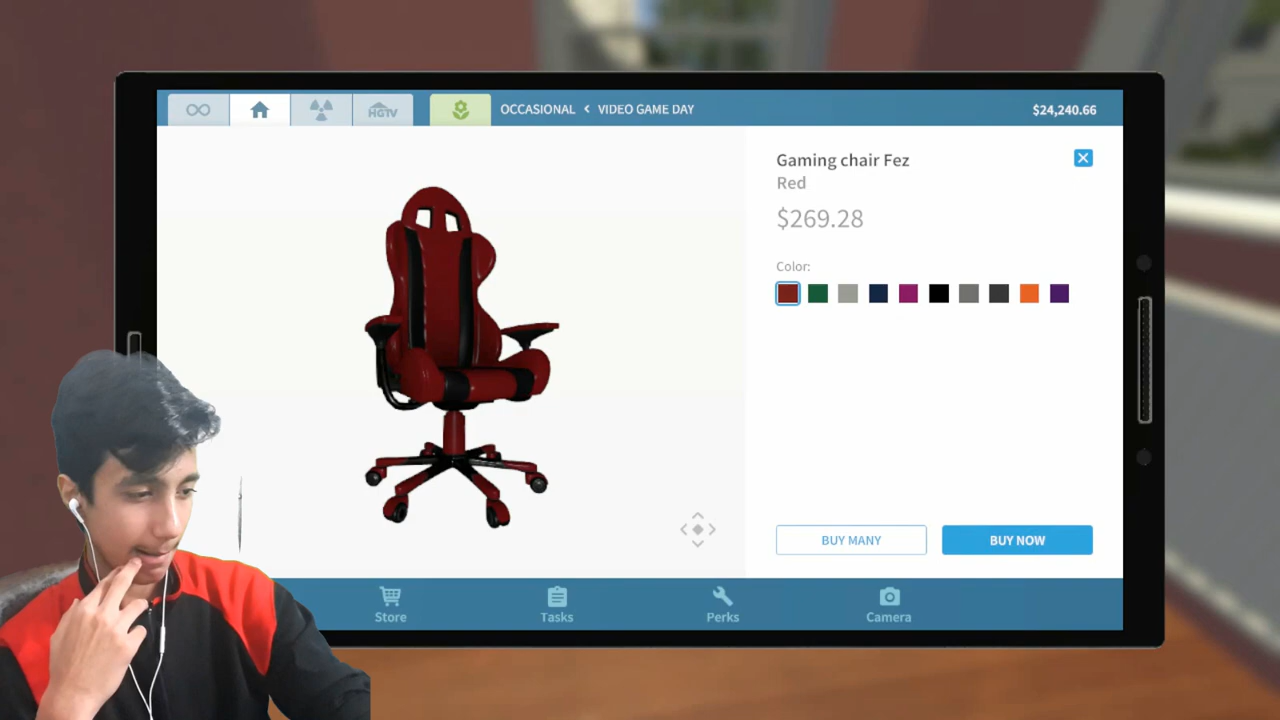 HGTV
OCCASIONAL < VIDEO GAME DAY
$24,240.66
Gaming chair Fez
Red
$269.28
Color:
BUY MANY
BUY NOW
Store
Tasks
Perks
Camera